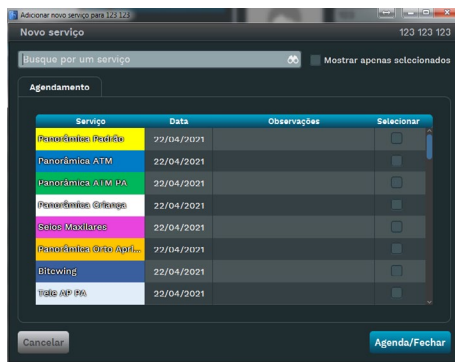 Adicionar novo serviço para 123 123
Novo serviço 123 123 123
Busque por um serviço Mostrar apenas selecionados
Agendamento
Serviço Data Observações Selecionar
Panorâmica Padrão 22/04/2021
Panorâmica ATM 22/04/2021
Panorâmica ATM PA 22/04/2021
Panorâmica Criança 22/04/2021
Seios Maxilares 22/04/2021
Panorâmica Orto Apri... 22/04/2021
Bitewing 22/04/2021
Tele AP PA 22/04/2021
Cancelar Agenda/Fechar